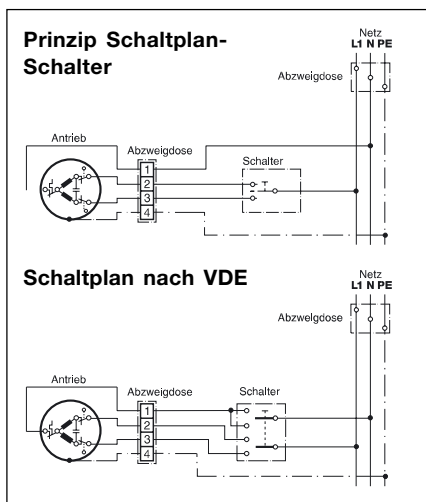 Prinzip Schaltplan-
Schalter
Netz
L1 N PE
Abzweigdose
Antrieb
Abzweigdose
Schalter
1
2
3
4
Schaltplan nach VDE
Netz
L1 N PE
Abzwelgdose
Antrieb
Abzweigdose
Schalter
1
2
3
4